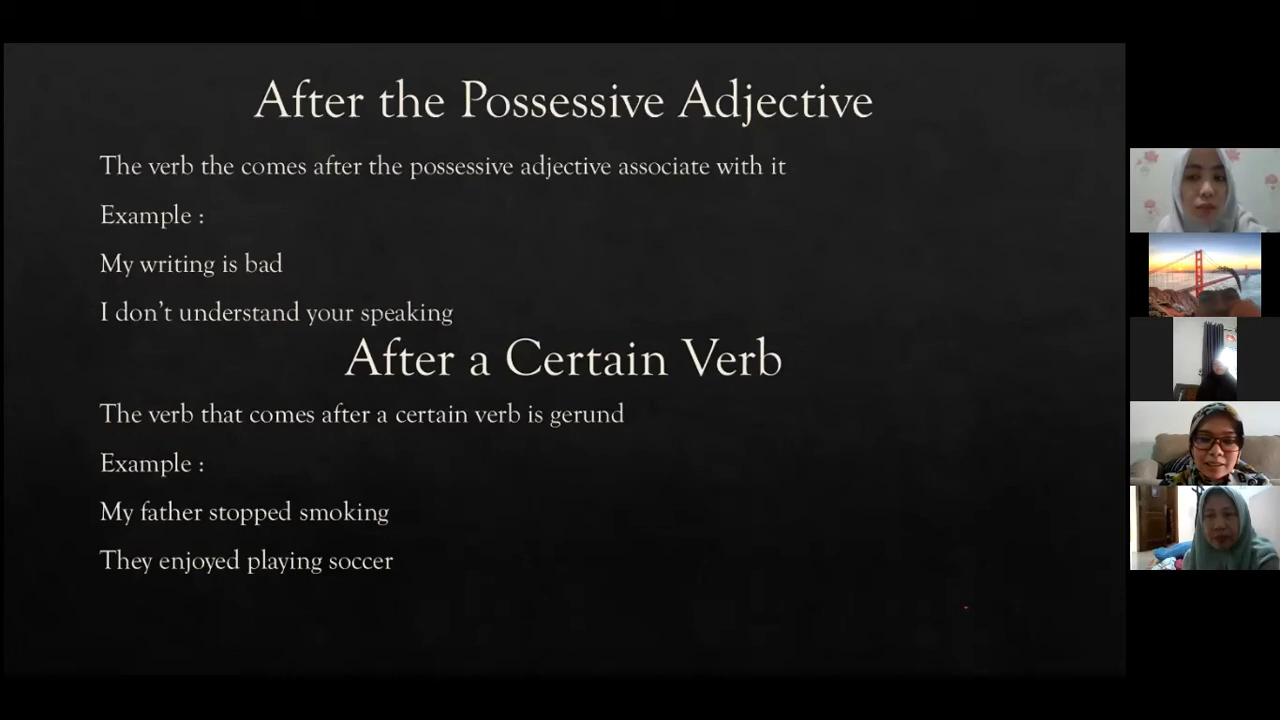 After the Possessive Adjective
The verb the comes after the possessive adjective associate with it
Example :
My writing is bad
I don't understand your speaking
After a Certain Verb
The verb that comes after a certain verb is gerund
Example :
My father stopped smoking
They enjoyed playing soccer